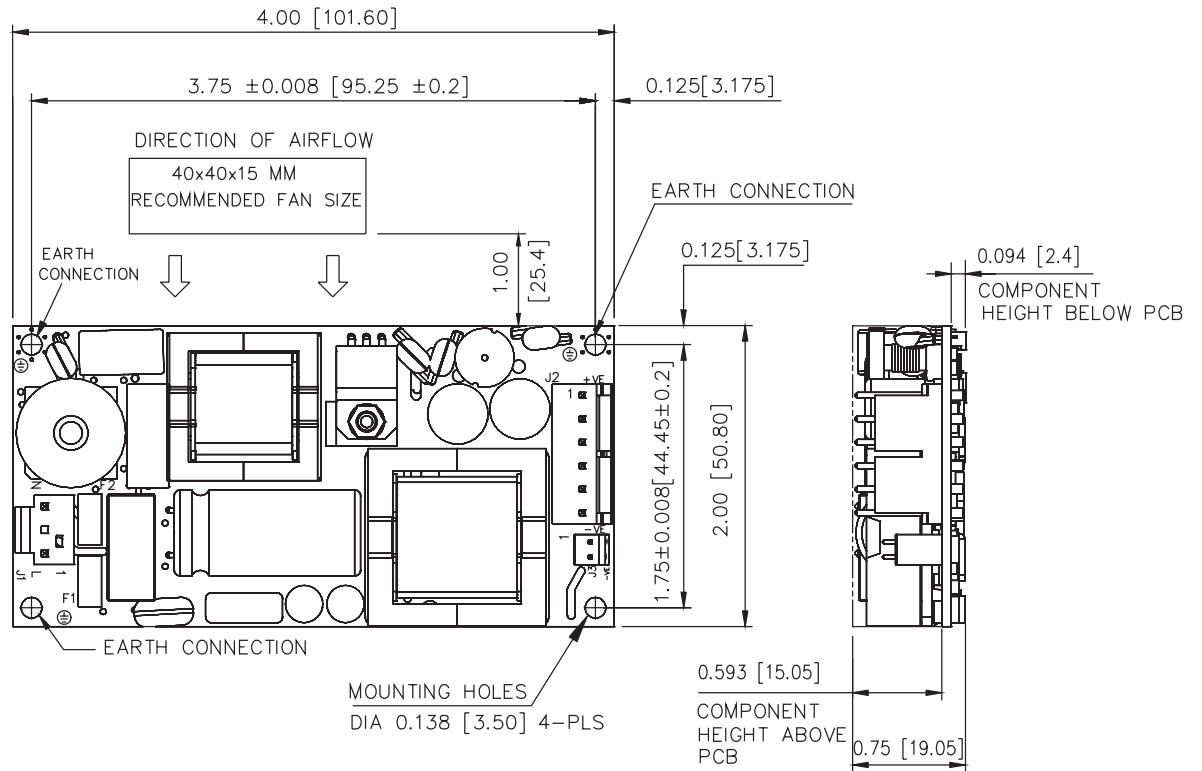 4.00 [101.60]
3.75 ±0.008 [95.25 ±0.2]
0.125[3.175]
DIRECTION OF AIRFLOW
40x40x15 MM
RECOMMENDED FAN SIZE
EARTH CONNECTION
EARTH
CONNECTION
1.00
[25.4]
0.125[3.175]
0.094 [2.4]
COMPONENT
HEIGHT BELOW PCB
J2
+VE
1
1.75±0.008[44.45±0.2
2.00 [50.80]
N
F2
-VE
1
J3
-VE
J1
L
1
F1
EARTH CONNECTION
MOUNTING HOLES
DIA 0.138 [3.50] 4-PLS
0.593 [15.05]
COMPONENT
HEIGHT ABOVE
PCB
0.75 [19.05]